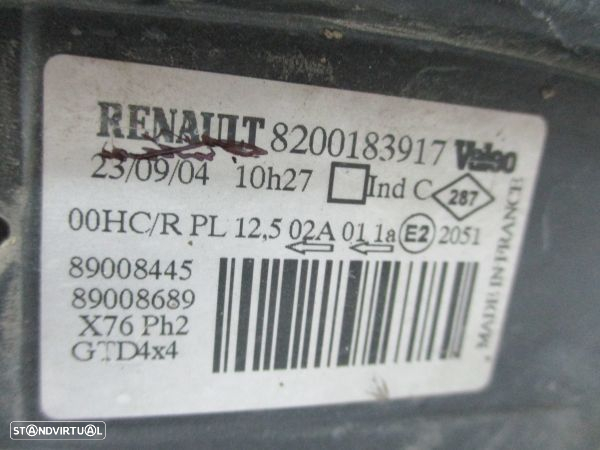 RENAULT 8200183917 Valeo
23/09/04 10h27 Ind C 287
00HC/R PL 12,5 02A 01 1a E2 2051
89008445
89008689
X76 Ph2
GTD4x4
MADE IN FRANCE
STANDVIRTUAL